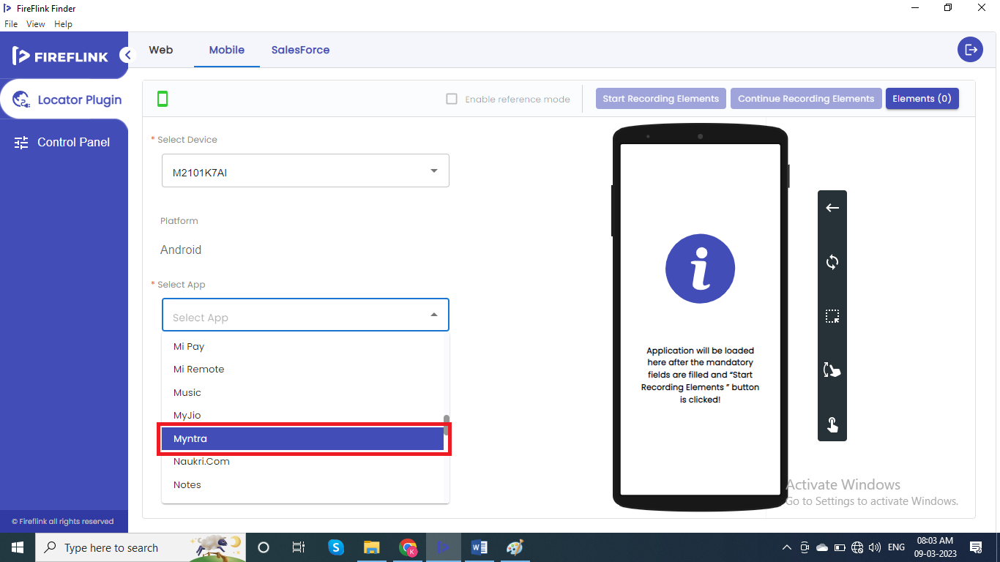 FireFlink Finder
File View Help
FIREFLINK
Web Mobile SalesForce
Locator Plugin
Control Panel
Enable reference mode
Start Recording Elements
Continue Recording Elements
Elements (0)
* Select Device
M2101K7AI
Platform
Android
* Select App
Select App
Mi Pay
Mi Remote
Music
MyJio
Myntra
Naukri.Com
Notes
Application will be loaded
here after the mandatory
fields are filled and “Start
Recording Elements ” button
is clicked!
Activate Windows
Go to Settings to activate Windows.
© Fireflink all rights reserved
Type here to search
ENG
08:03 AM
09-03-2023